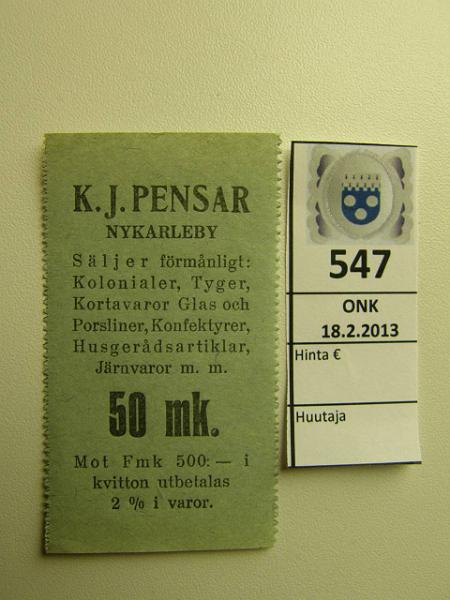 K. J. PENSAR
NYKARLEBY
Säljer förmånligt:
Kolonialer, Tyger,
Kortavaror Glas och
Porsliner, Konfektyrer,
Husgerådsartiklar,
Järnvaror m. m.
50 mk.
Mot Fmk 500: — i
kvitton utbetalas
2 % i varor.
547
ONK
18.2.2013
Hinta €
Huutaja